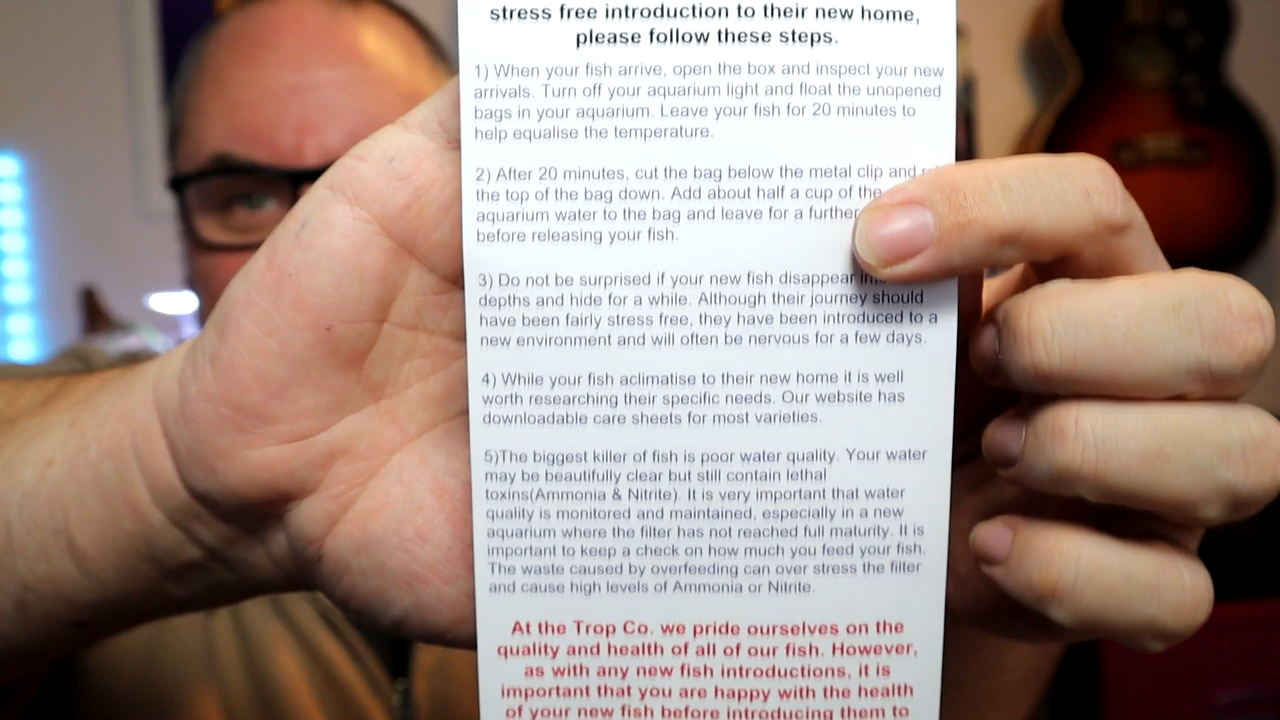 stress free introduction to their new home,
please follow these steps.
1) When your fish arrive, open the box and inspect your new
arrivals. Turn off your aquarium light and float the unopened
bags in your aquarium. Leave your fish for 20 minutes to
help equalise the temperature.
2) After 20 minutes, cut the bag below the metal clip and
the top of the bag down. Add about half a cup of the
aquarium water to the bag and leave for a further
before releasing your fish.
3) Do not be surprised if your new fish disappear
depths and hide for a while. Although their journey should
have been fairly stress free, they have been introduced to a
new environment and will often be nervous for a few days.
4) While your fish aclimatise to their new home it is well
worth researching their specific needs. Our website has
downloadable care sheets for most varieties.
5)The biggest killer of fish is poor water quality. Your water
may be beautifully clear but still contain lethal
toxins(Ammonia & Nitrite). It is very important that water
quality is monitored and maintained, especially in a new
aquarium where the filter has not reached full maturity. It is
important to keep a check on how much you feed your fish.
The waste caused by overfeeding can over stress the filter
and cause high levels of Ammonia or Nitrite.
At the Trop Co. we pride ourselves on the
quality and health of all of our fish. However,
as with any new fish introductions, it is
important that you are happy with the health
of your new fish before introducing them to